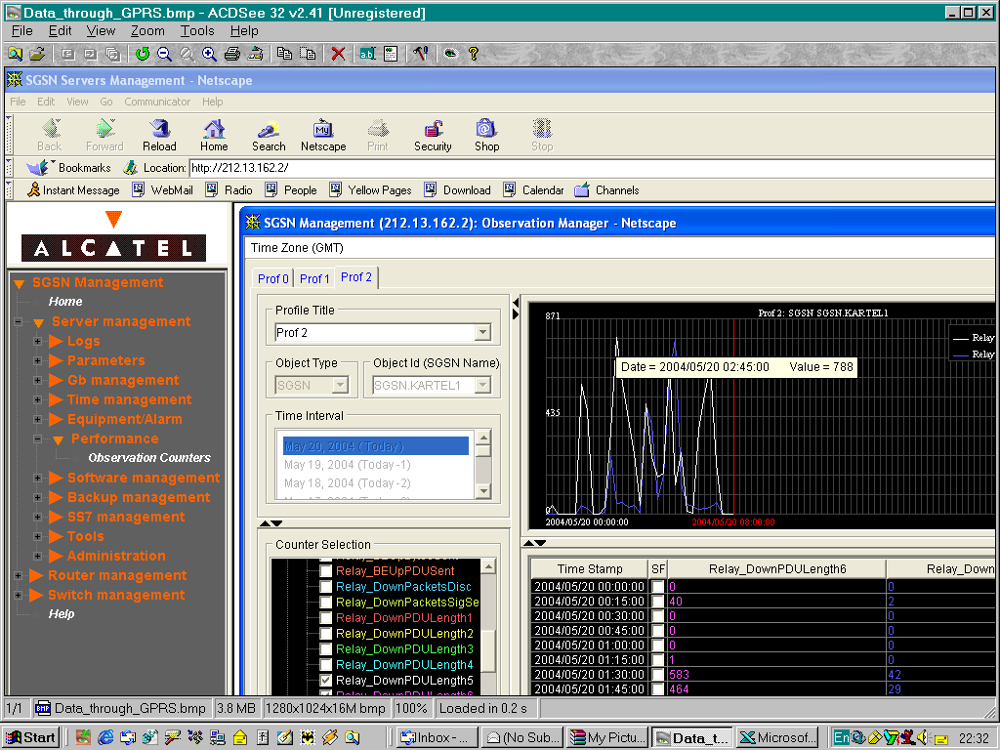 Data_through_GPRS.bmp - ACDSee 32 v2.41 [Unregistered]
File Edit View Zoom Tools Help
SGSN Servers Management - Netscape
File Edit View Go Communicator Help
Back Forward Reload Home Search Netscape Print Security Shop Stop
Bookmarks Location: http://212.13.162.2/
Instant Message WebMail Radio People Yellow Pages Download Calendar Channels
ALCATEL
SGSN Management
Home
Server management
Logs
Parameters
Gb management
Time management
Equipment/Alarm
Performance
Observation Counters
Software management
Backup management
SS7 management
Tools
Administration
Router management
Switch management
Help
SGSN Management (212.13.162.2): Observation Manager - Netscape
Time Zone (GMT)
Prof 0 Prof 1 Prof 2
Profile Title
Prof 2
Object Type
SGSN
Object Id (SGSN Name)
SGSN.KARTEL1
Time Interval
May 20, 2004 (Today)
May 19, 2004 (Today-1)
May 18, 2004 (Today-2)
Counter Selection
Relay_BEUpPDUSent
Relay_DownPacketsDisc
Relay_DownPacketsSigSe
Relay_DownPDULength1
Relay_DownPDULength2
Relay_DownPDULength3
Relay_DownPDULength4
Relay_DownPDULength5
Prof 2: SGSN SGSN.KARTEL1
871
Relay
Relay
Date = 2004/05/20 02:45:00 Value = 788
435
0
2004/05/20 00:00:00 2004/05/20 08:00:00
Time Stamp SF Relay_DownPDULength6 Relay_Down
2004/05/20 00:00:00 0 0
2004/05/20 00:15:00 40 2
2004/05/20 00:30:00 0 0
2004/05/20 00:45:00 0 0
2004/05/20 01:00:00 0 0
2004/05/20 01:15:00 1 0
2004/05/20 01:30:00 583 42
2004/05/20 01:45:00 464 29
1/1 Data_through_GPRS.bmp 3.8 MB 1280x1024x16M bmp 100% Loaded in 0.2 s
Start Inbox - ... (No Sub... My Pictu... Data_t... Microsof... En 22:32